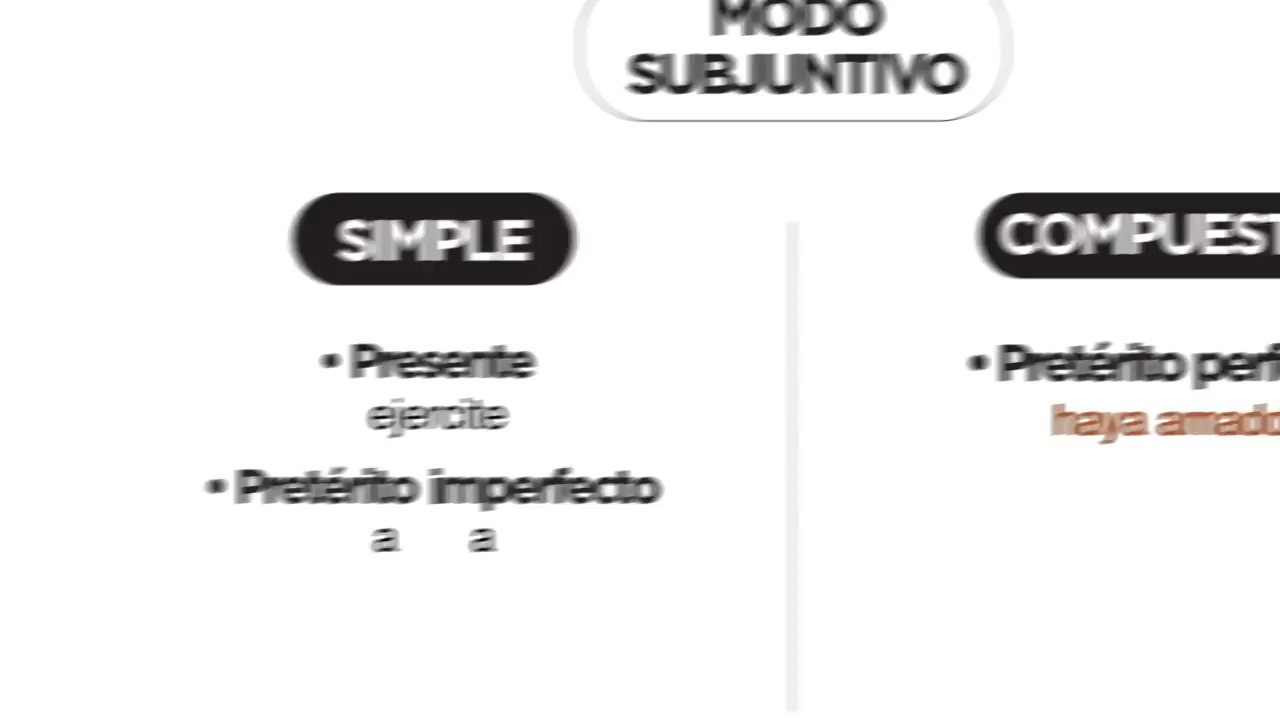 MODO
SUBJUNTIVO
SIMPLE
• Presente
ejercite
• Pretérito imperfecto
a a
COMPUEST
• Pretérito perf
haya amado